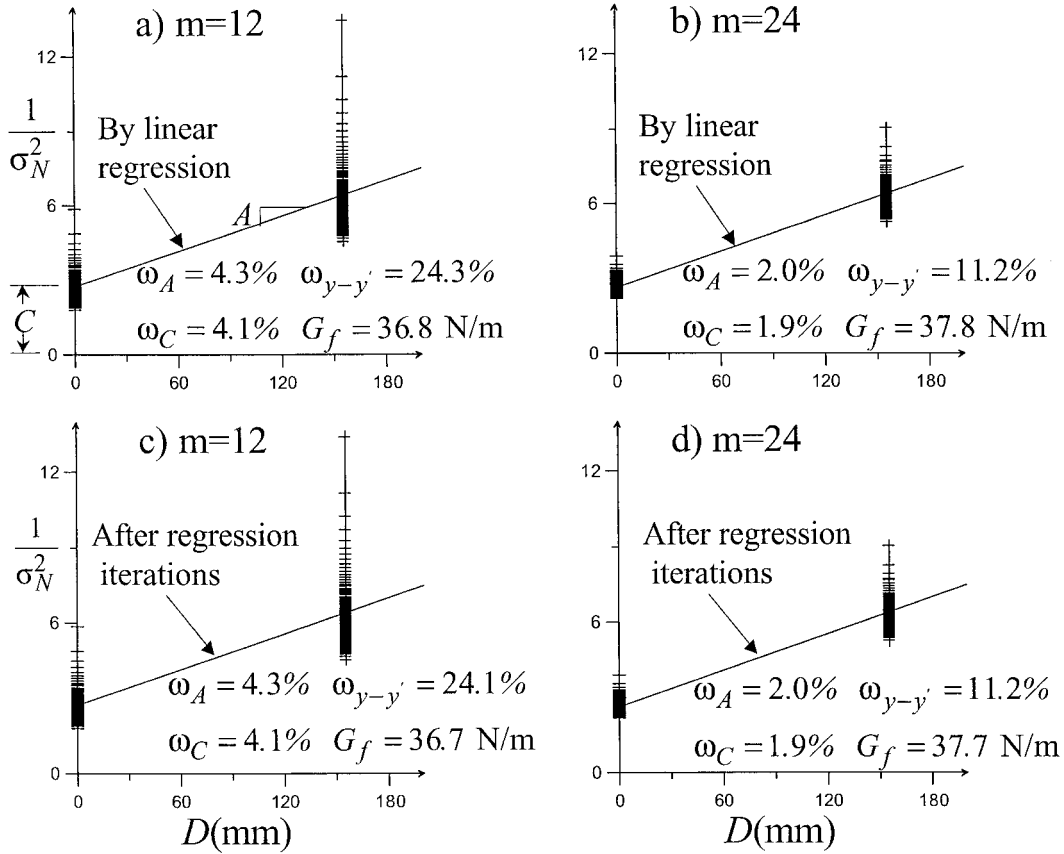 a) m=12
12
1
σ_N^2
By linear
regression
6
A
ω_A = 4.3% ω_{y−y′} = 24.3%
C
ω_C = 4.1% G_f = 36.8 N/m
0
0 60 120 180
b) m=24
12
By linear
regression
6
ω_A = 2.0% ω_{y−y′} = 11.2%
ω_C = 1.9% G_f = 37.8 N/m
0
0 60 120 180
c) m=12
12
1
σ_N^2
After regression
iterations
6
ω_A = 4.3% ω_{y−y′} = 24.1%
ω_C = 4.1% G_f = 36.7 N/m
0
0 60 120 180
D(mm)
d) m=24
12
After regression
iterations
6
ω_A = 2.0% ω_{y−y′} = 11.2%
ω_C = 1.9% G_f = 37.7 N/m
0
0 60 120 180
D(mm)